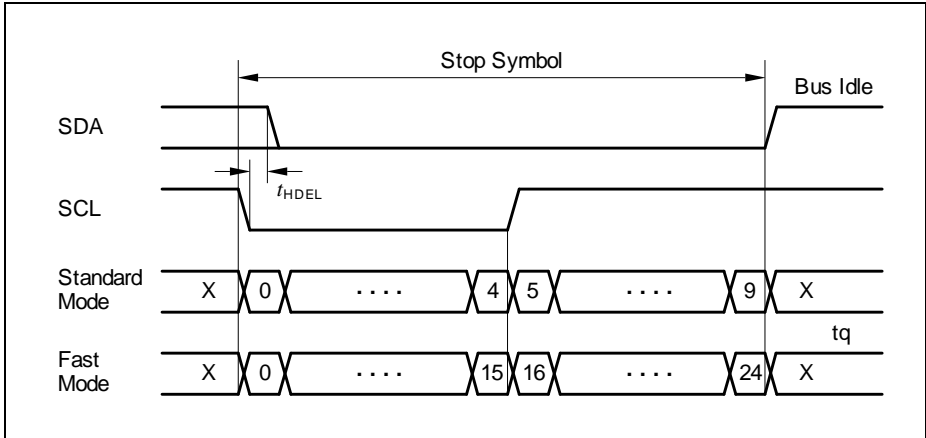 Stop Symbol
Bus Idle
SDA
tHDEL
SCL
Standard
Mode
X 0 . . . . 4 5 . . . . 9 X
tq
Fast
Mode
X 0 . . . . 15 16 . . . . 24 X